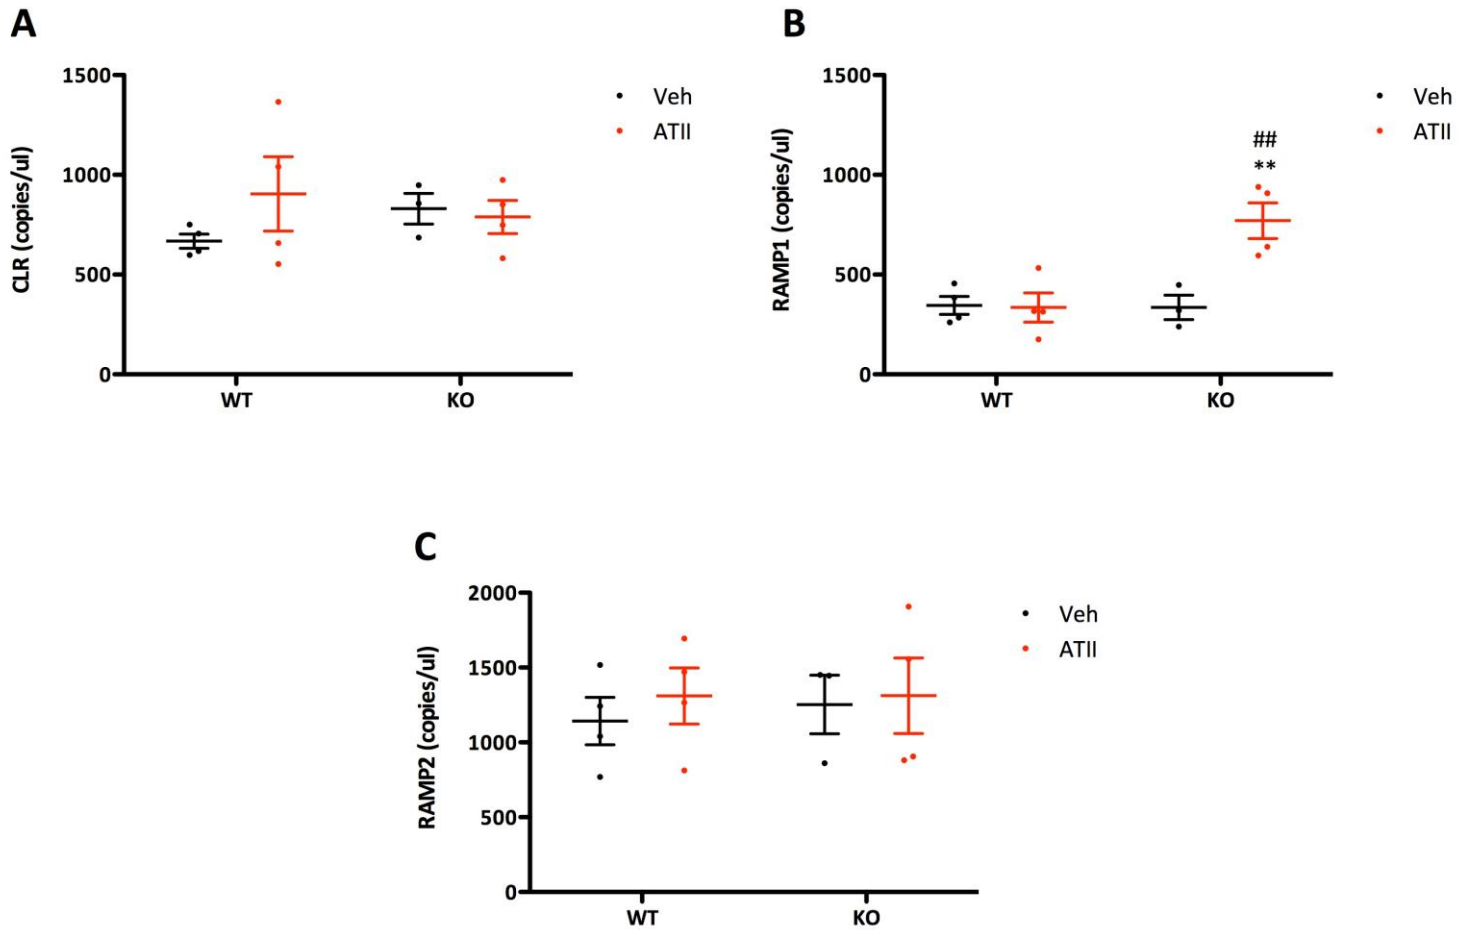 A
CLR (copies/ul)
1500
1000
500
0
WT
KO
Veh
ATII
B
RAMP1 (copies/ul)
1500
1000
500
0
WT
KO
##
**
Veh
ATII
C
RAMP2 (copies/ul)
2000
1500
1000
500
0
WT
KO
Veh
ATII